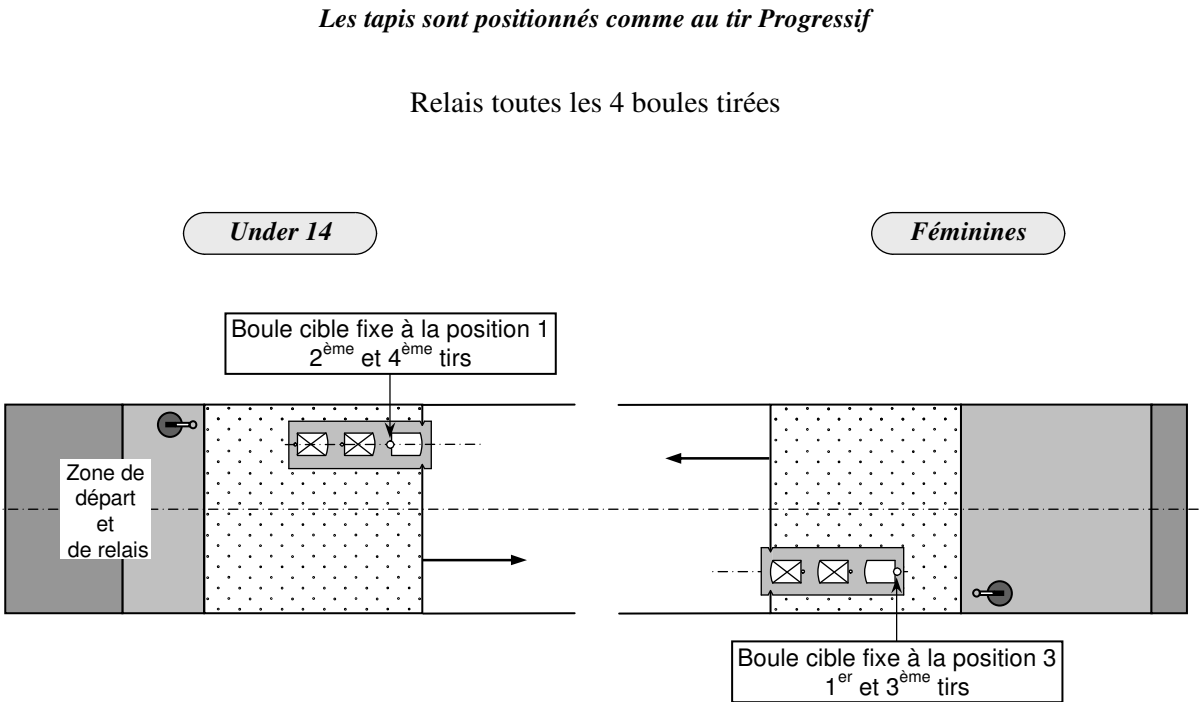 Les tapis sont positionnés comme au tir Progressif
Relais toutes les 4 boules tirées
Under 14
Féminines
Boule cible fixe à la position 1
2ème et 4ème tirs
Zone de
départ
et
de relais
Boule cible fixe à la position 3
1er et 3ème tirs